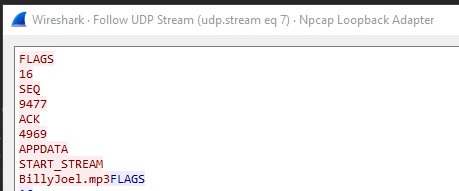 Wireshark · Follow UDP Stream (udp.stream eq 7) · Npcap Loopback Adapter
FLAGS
16
SEQ
9477
ACK
4969
APPDATA
START_STREAM
BillyJoel.mp3FLAGS